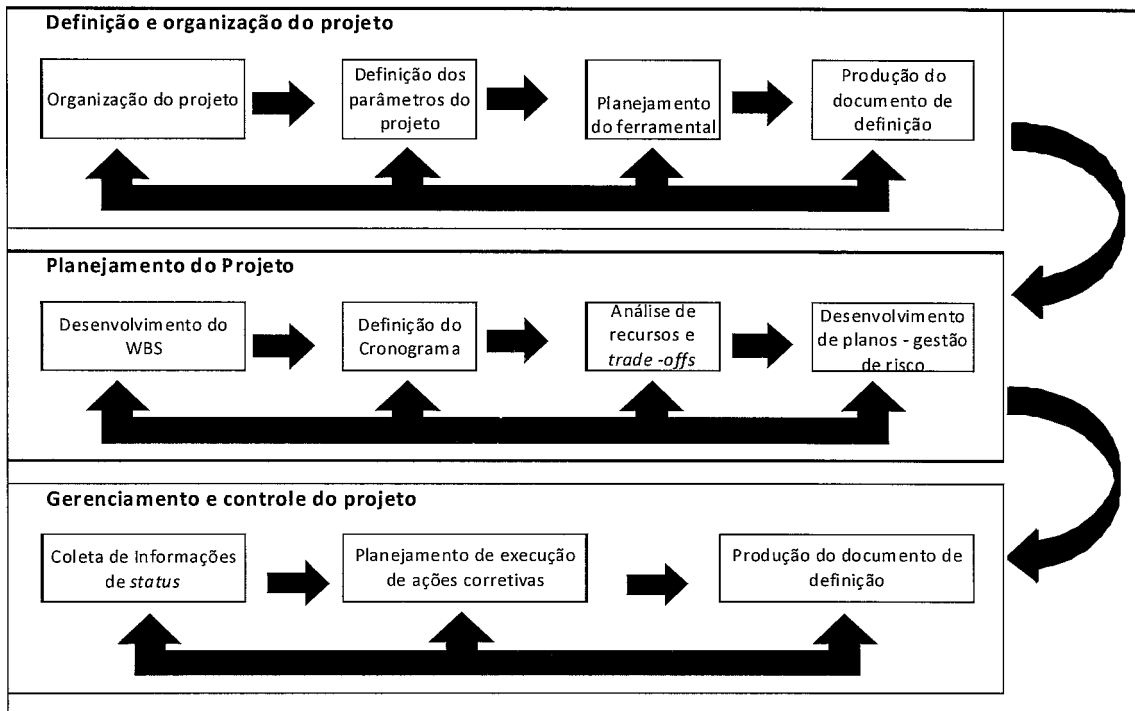 Definição e organização do projeto
Organização do projeto
Definição dos
parâmetros do
projeto
Planejamento
do ferramental
Produção do
documento de
definição
Planejamento do Projeto
Desenvolvimento do
WBS
Definição do
Cronograma
Análise de
recursos e
trade -offs
Desenvolvimento
de planos - gestão
de risco
Gerenciamento e controle do projeto
Coleta de Informações
de status
Planejamento de execução
de ações corretivas
Produção do documento de
definição